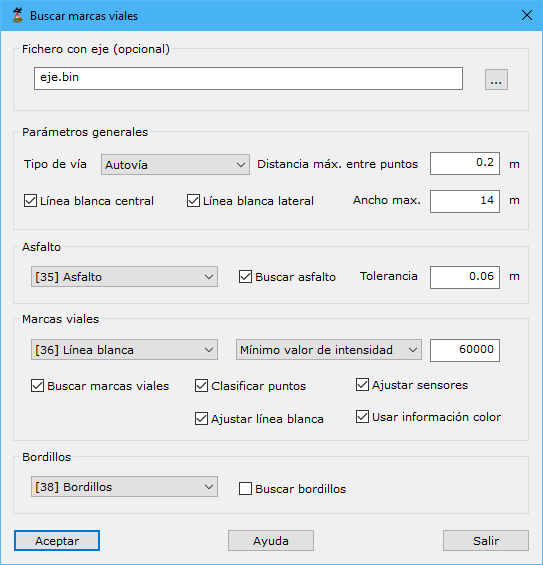 Buscar marcas viales
Fichero con eje (opcional)
eje.bin
...
Parámetros generales
Tipo de vía Autovía Distancia máx. entre puntos 0.2 m
Línea blanca central Línea blanca lateral Ancho max. 14 m
Asfalto
[35] Asfalto Buscar asfalto Tolerancia 0.06 m
Marcas viales
[36] Línea blanca Mínimo valor de intensidad 60000
Buscar marcas viales Clasificar puntos Ajustar sensores
Ajustar línea blanca Usar información color
Bordillos
[38] Bordillos Buscar bordillos
Aceptar Ayuda Salir